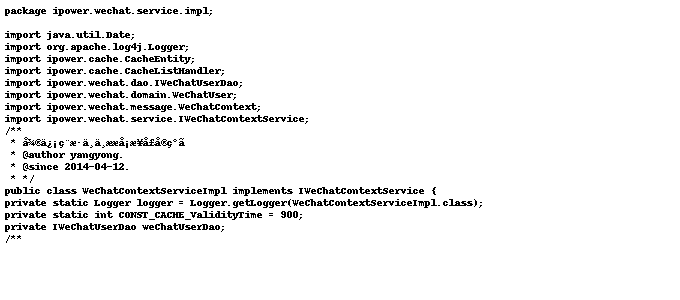 package ipower.wechat.service.impl;
import java.util.Date;
import org.apache.log4j.Logger;
import ipower.cache.CacheEntity;
import ipower.cache.CacheListHandler;
import ipower.wechat.dao.IWeChatUserDao;
import ipower.wechat.domain.WeChatUser;
import ipower.wechat.message.WeChatContext;
import ipower.wechat.service.IWeChatContextService;
/**
*
* @author yangyong.
* @since 2014-04-12.
* */
public class WeChatContextServiceImpl implements IWeChatContextService {
private static Logger logger = Logger.getLogger(WeChatContextServiceImpl.class);
private static int CONST_CACHE_ValidityTime = 900;
private IWeChatUserDao weChatUserDao;
/**